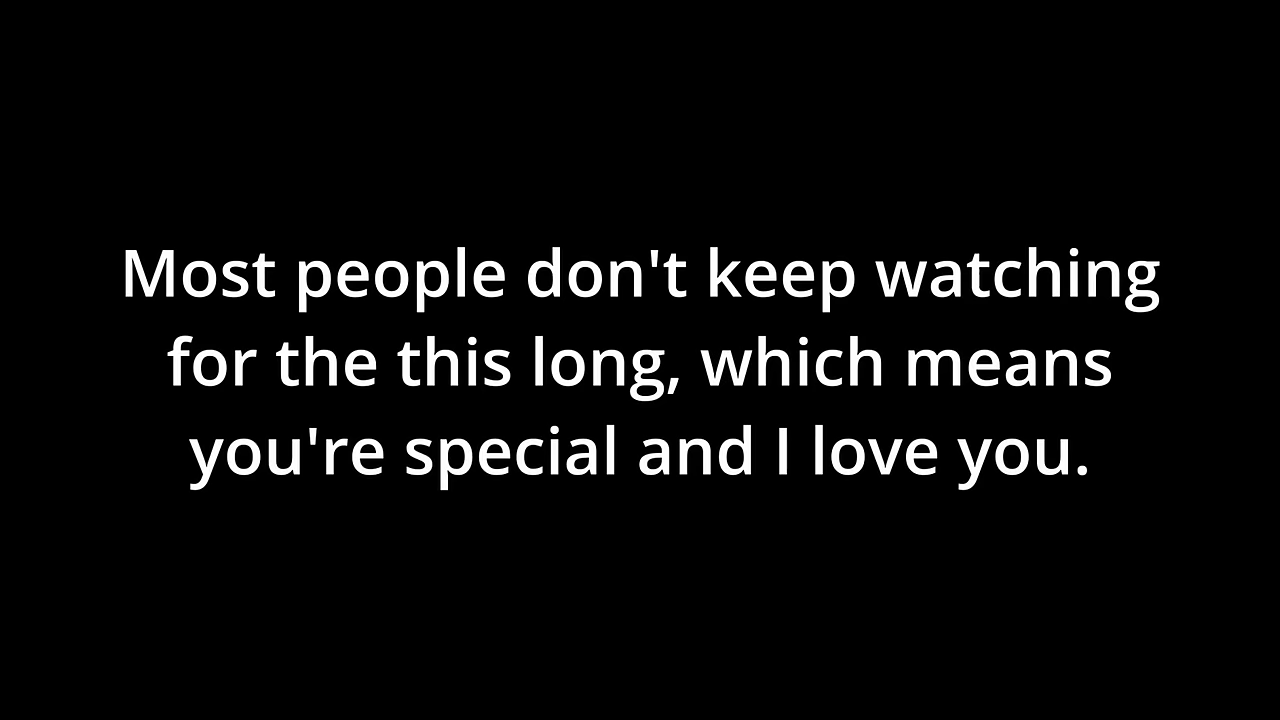 Most people don't keep watching
for the this long, which means
you're special and I love you.